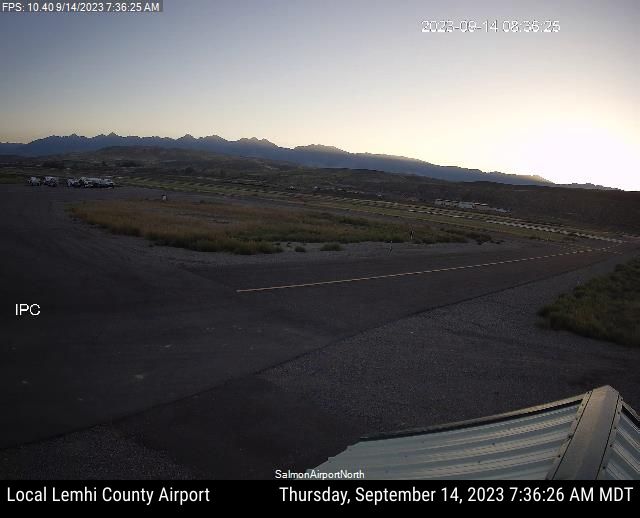 FPS: 10.40 9/14/2023 7:36:25 AM
2023-09-14 08:36:25
IPC
SalmonAirportNorth
Local Lemhi County Airport
Thursday, September 14, 2023 7:36:26 AM MDT